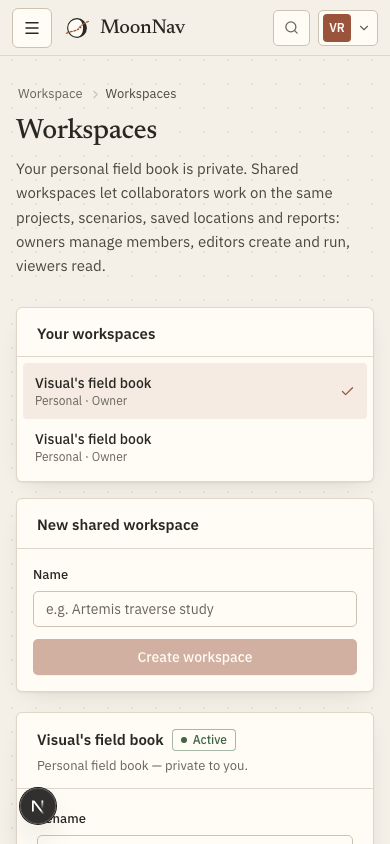 MoonNav
VR
Workspace > Workspaces
Workspaces
Your personal field book is private. Shared
workspaces let collaborators work on the same
projects, scenarios, saved locations and reports:
owners manage members, editors create and run,
viewers read.
Your workspaces
Visual's field book
Personal · Owner
Visual's field book
Personal · Owner
New shared workspace
Name
e.g. Artemis traverse study
Create workspace
Visual's field book
Active
Personal field book — private to you.
N
ename